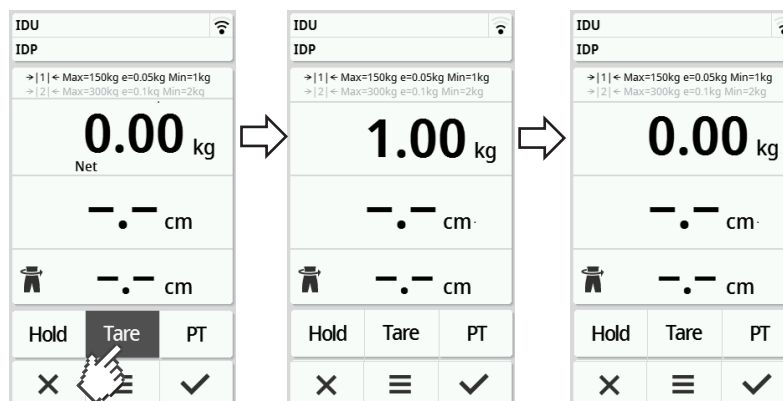 IDU
IDP
→|1|← Max=150kg e=0.05kg Min=1kg
→|2|← Max=300kg e=0.1kg Min=2kg
0.00 kg
Net
–.– cm
–.– cm
Hold Tare PT
IDU
IDP
→|1|← Max=150kg e=0.05kg Min=1kg
→|2|← Max=300kg e=0.1kg Min=2kg
1.00 kg
–.– cm
–.– cm
Hold Tare PT
IDU
IDP
→|1|← Max=150kg e=0.05kg Min=1kg
→|2|← Max=300kg e=0.1kg Min=2kg
0.00 kg
–.– cm
–.– cm
Hold Tare PT